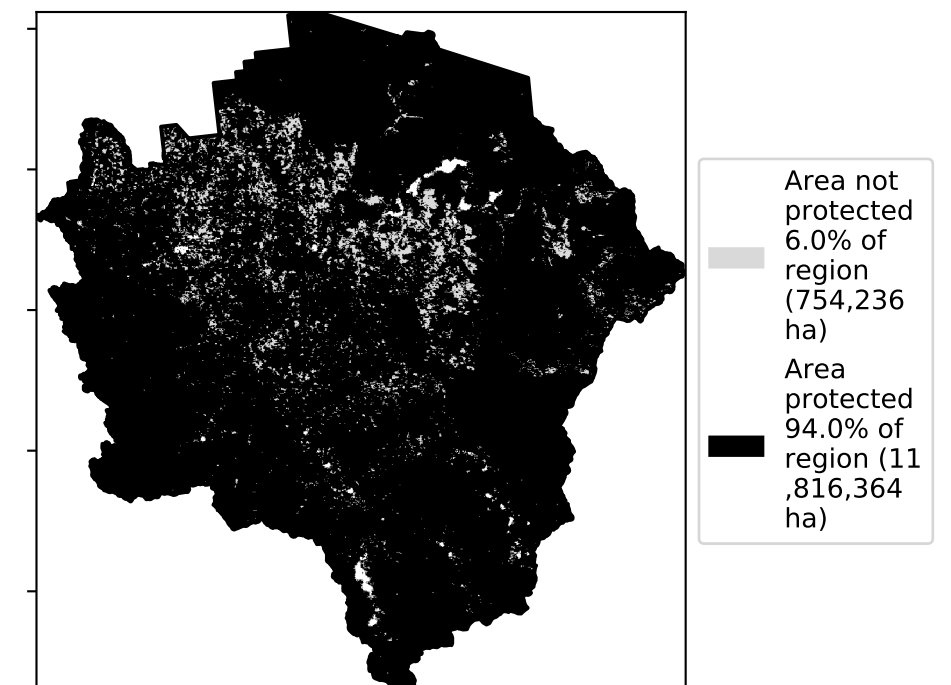 Area not
protected
6.0% of
region
(754,236
ha)
Area
protected
94.0% of
region (11
,816,364
ha)